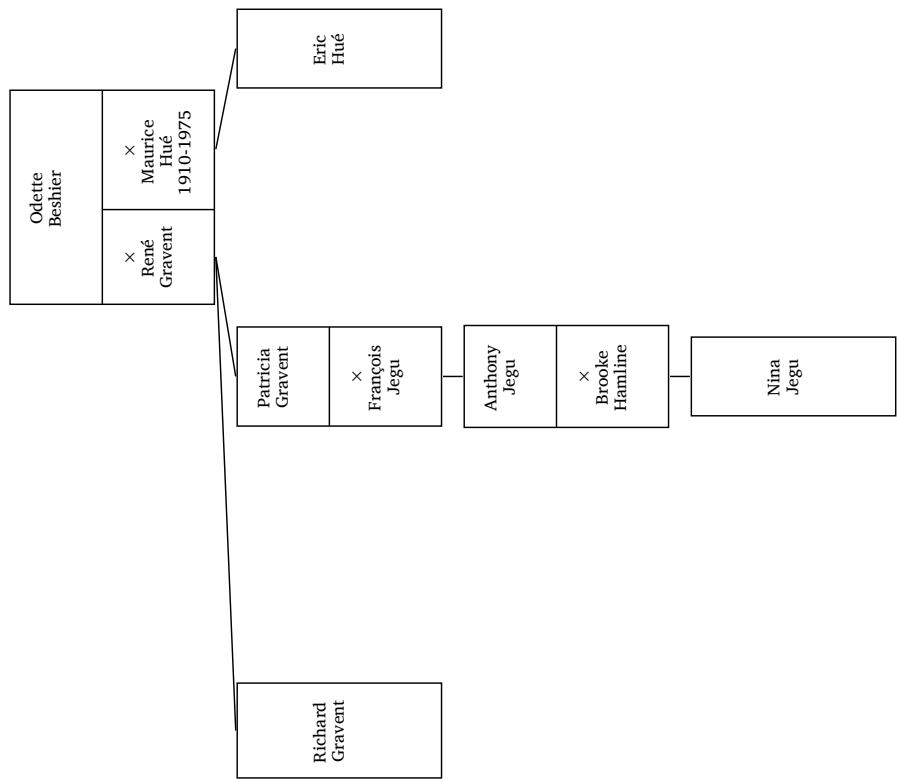 Odette
Beshier
×
René
Gravent
×
Maurice
Hué
1910-1975
Richard
Gravent
Patricia
Gravent
×
François
Jegu
Eric
Hué
Anthony
Jegu
×
Brooke
Hamline
Nina
Jegu